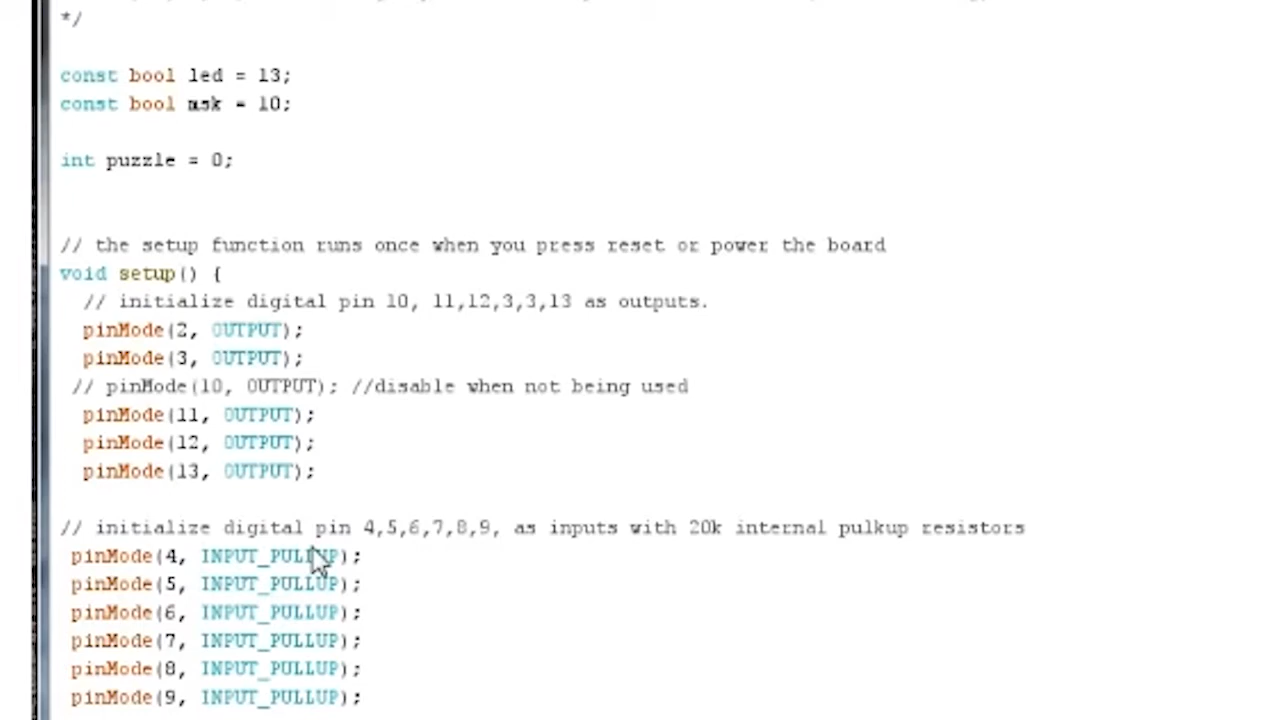 */
const bool led = 13;
const bool msk = 10;
int puzzle = 0;
// the setup function runs once when you press reset or power the board
void setup() {
// initialize digital pin 10, 11,12,3,3,13 as outputs.
pinMode(2, OUTPUT);
pinMode(3, OUTPUT);
// pinMode(10, OUTPUT); //disable when not being used
pinMode(11, OUTPUT);
pinMode(12, OUTPUT);
pinMode(13, OUTPUT);
// initialize digital pin 4,5,6,7,8,9, as inputs with 20k internal pulkup resistors
pinMode(4, INPUT_PULLUP);
pinMode(5, INPUT_PULLUP);
pinMode(6, INPUT_PULLUP);
pinMode(7, INPUT_PULLUP);
pinMode(8, INPUT_PULLUP);
pinMode(9, INPUT_PULLUP);